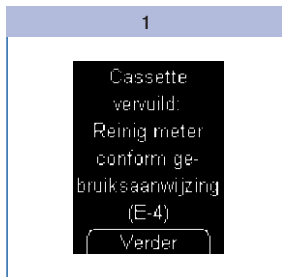 1
Cassette
vervuild:
Reinig meter
conform ge-
bruiksaanwijzing
(E-4)
Verder